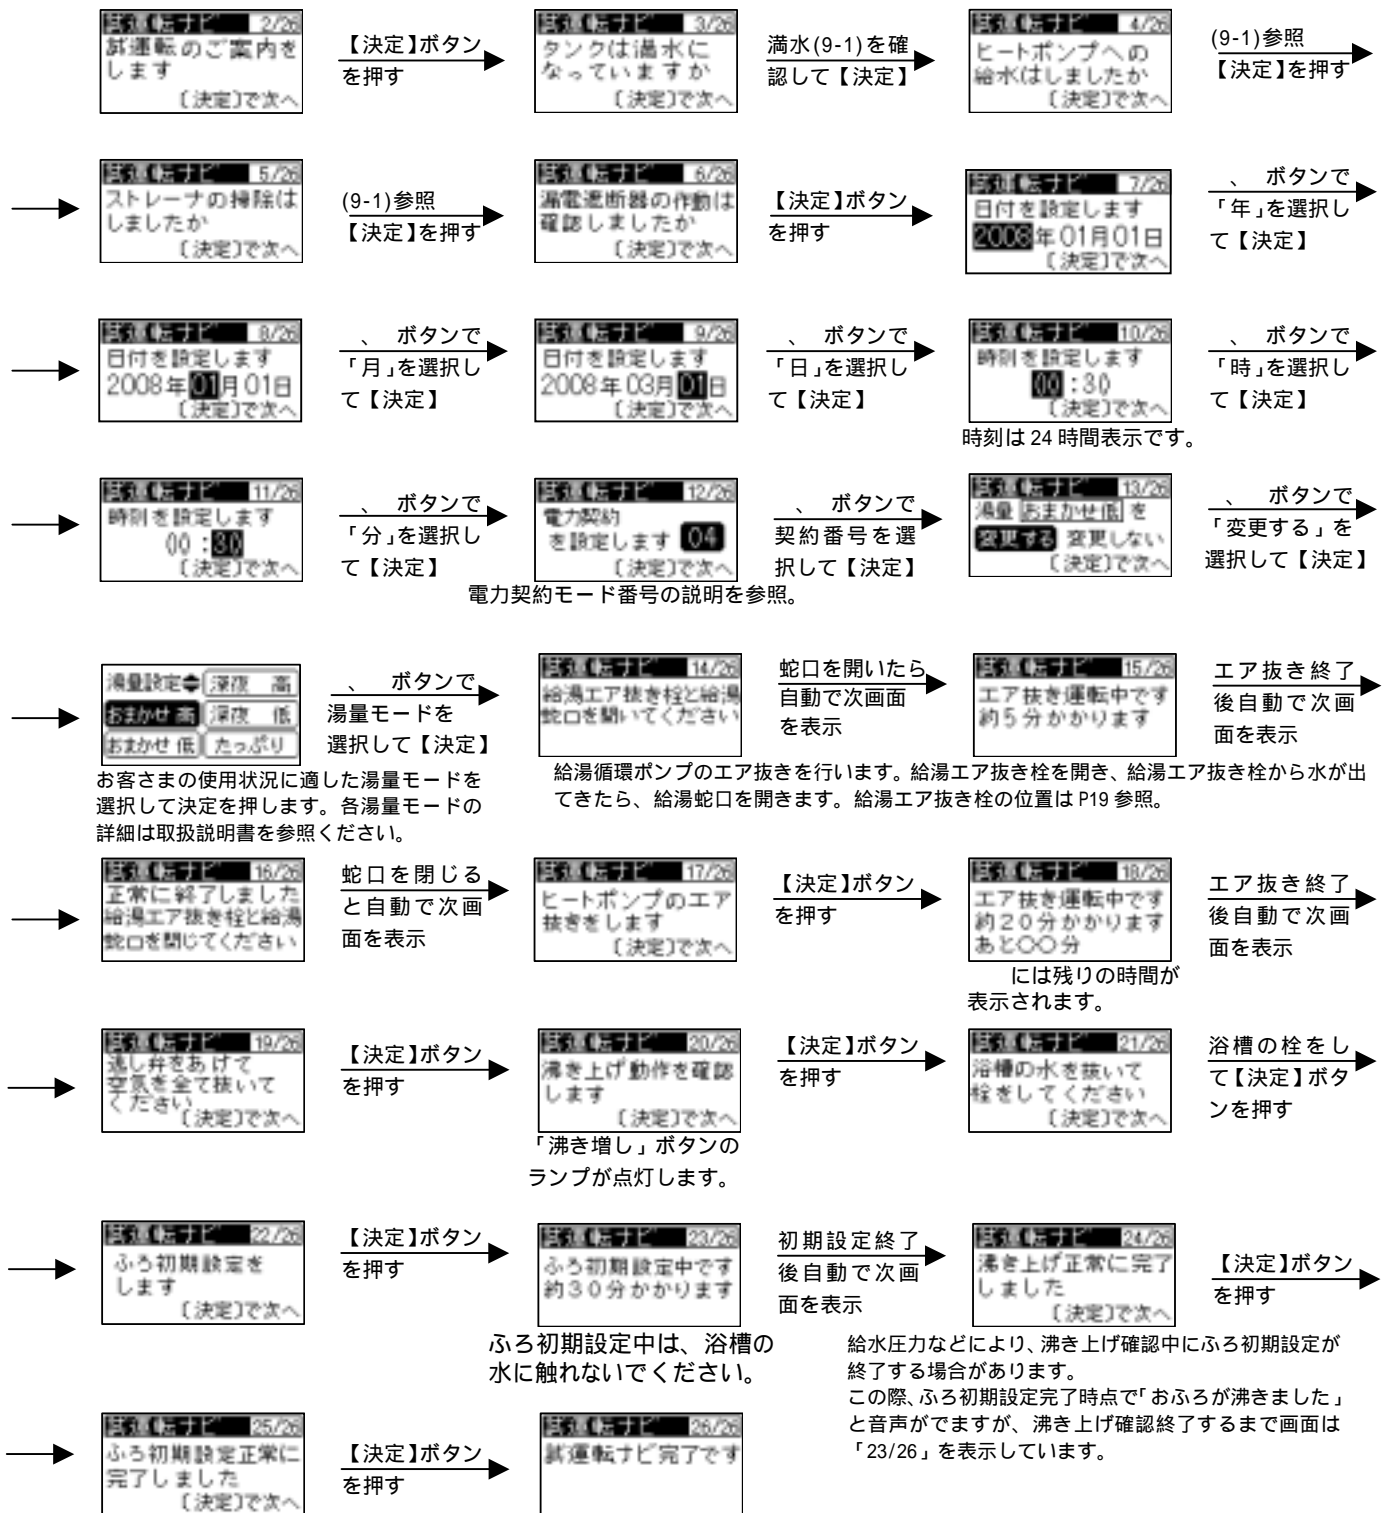 試運転ナビ 2/26
試運転のご案内を
します
〔決定〕で次へ
【決定】ボタン
を押す
試運転ナビ 3/26
タンクは満水に
なっていますか
〔決定〕で次へ
満水(9-1)を確
認して【決定】
試運転ナビ 4/26
ヒートポンプへの
給水はしましたか
〔決定〕で次へ
(9-1)参照
【決定】を押す
試運転ナビ 5/26
ストレーナの掃除は
しましたか
〔決定〕で次へ
(9-1)参照
【決定】を押す
試運転ナビ 6/26
漏電遮断器の作動は
確認しましたか
〔決定〕で次へ
【決定】ボタン
を押す
試運転ナビ 7/26
日付を設定します
2008年01月01日
〔決定〕で次へ
、 ボタンで
「年」を選択し
て【決定】
試運転ナビ 8/26
日付を設定します
2008年01月01日
〔決定〕で次へ
、 ボタンで
「月」を選択し
て【決定】
試運転ナビ 9/26
日付を設定します
2008年03月01日
〔決定〕で次へ
、 ボタンで
「日」を選択し
て【決定】
試運転ナビ 10/26
時刻を設定します
00:30
〔決定〕で次へ
時刻は 24 時間表示です。
、 ボタンで
「時」を選択し
て【決定】
試運転ナビ 11/26
時刻を設定します
00:30
〔決定〕で次へ
、 ボタンで
「分」を選択し
て【決定】
試運転ナビ 12/26
電力契約
を設定します 04
〔決定〕で次へ
電力契約モード番号の説明を参照。
、 ボタンで
契約番号を選
択して【決定】
試運転ナビ 13/26
湯量 おまかせ低 を
変更する 変更しない
〔決定〕で次へ
、 ボタンで
「変更する」を
選択して【決定】
湯量設定◆ 深夜 高
おまかせ 高 深夜 低
おまかせ 低 たっぷり
、 ボタンで
湯量モードを
選択して【決定】
お客さまの使用状況に適した湯量モードを
選択して決定を押します。各湯量モードの
詳細は取扱説明書を参照ください。
試運転ナビ 14/26
給湯エア抜き栓と給湯
蛇口を開いてください
蛇口を開いたら
自動で次画面
を表示
試運転ナビ 15/26
エア抜き運転中です
約5分かかります
エア抜き終了
後自動で次画
面を表示
給湯循環ポンプのエア抜きを行います。給湯エア抜き栓を開き、給湯エア抜き栓から水が出
てきたら、給湯蛇口を開きます。給湯エア抜き栓の位置は P19 参照。
試運転ナビ 16/26
正常に終了しました
給湯エア抜き栓と給湯
蛇口を閉じてください
蛇口を閉じる
と自動で次画
面を表示
試運転ナビ 17/26
ヒートポンプのエア
抜きをします
〔決定〕で次へ
【決定】ボタン
を押す
試運転ナビ 18/26
エア抜き運転中です
約20分かかります
あと〇〇分
には残りの時間が
表示されます。
エア抜き終了
後自動で次画
面を表示
試運転ナビ 19/26
逃し弁をあけて
空気を全て抜いて
ください
〔決定〕で次へ
【決定】ボタン
を押す
試運転ナビ 20/26
沸き上げ動作を確認
します
〔決定〕で次へ
「沸き増し」ボタンの
ランプが点灯します。
【決定】ボタン
を押す
試運転ナビ 21/26
浴槽の水を抜いて
栓をしてください
〔決定〕で次へ
浴槽の栓をし
て【決定】ボタ
ンを押す
試運転ナビ 22/26
ふろ初期設定を
します
〔決定〕で次へ
【決定】ボタン
を押す
試運転ナビ 23/26
ふろ初期設定中です
約30分かかります
ふろ初期設定中は、浴槽の
水に触れないでください。
初期設定終了
後自動で次画
面を表示
試運転ナビ 24/26
沸き上げ正常に完了
しました
〔決定〕で次へ
【決定】ボタン
を押す
給水圧力などにより、沸き上げ確認中にふろ初期設定が
終了する場合があります。
この際、ふろ初期設定完了時点で「おふろが沸きました」
と音声がでますが、沸き上げ確認終了するまで画面は
「23/26」を表示しています。
試運転ナビ 25/26
ふろ初期設定正常に
完了しました
〔決定〕で次へ
【決定】ボタン
を押す
試運転ナビ 26/26
試運転ナビ完了です